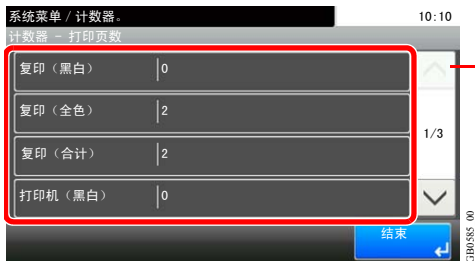 系统菜单 / 计数器。
10:10
计数器 - 打印页数
复印（黑白） 0
复印（全色） 2
1/3
复印（合计） 2
打印机（黑白） 0
结束
GB0585_00